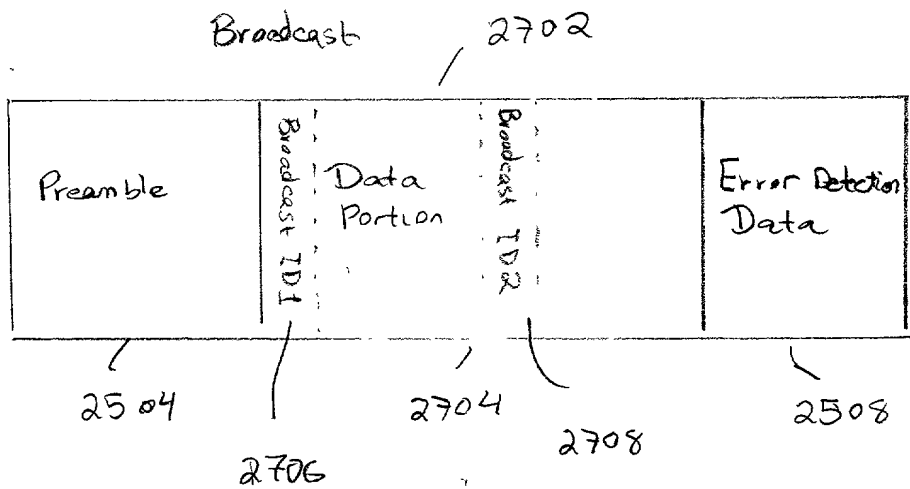 Broadcast
2702
Preamble
Broadcast ID1
Data
Portion
Broadcast ID2
Error Detection
Data
2504
2706
2704
2708
2508